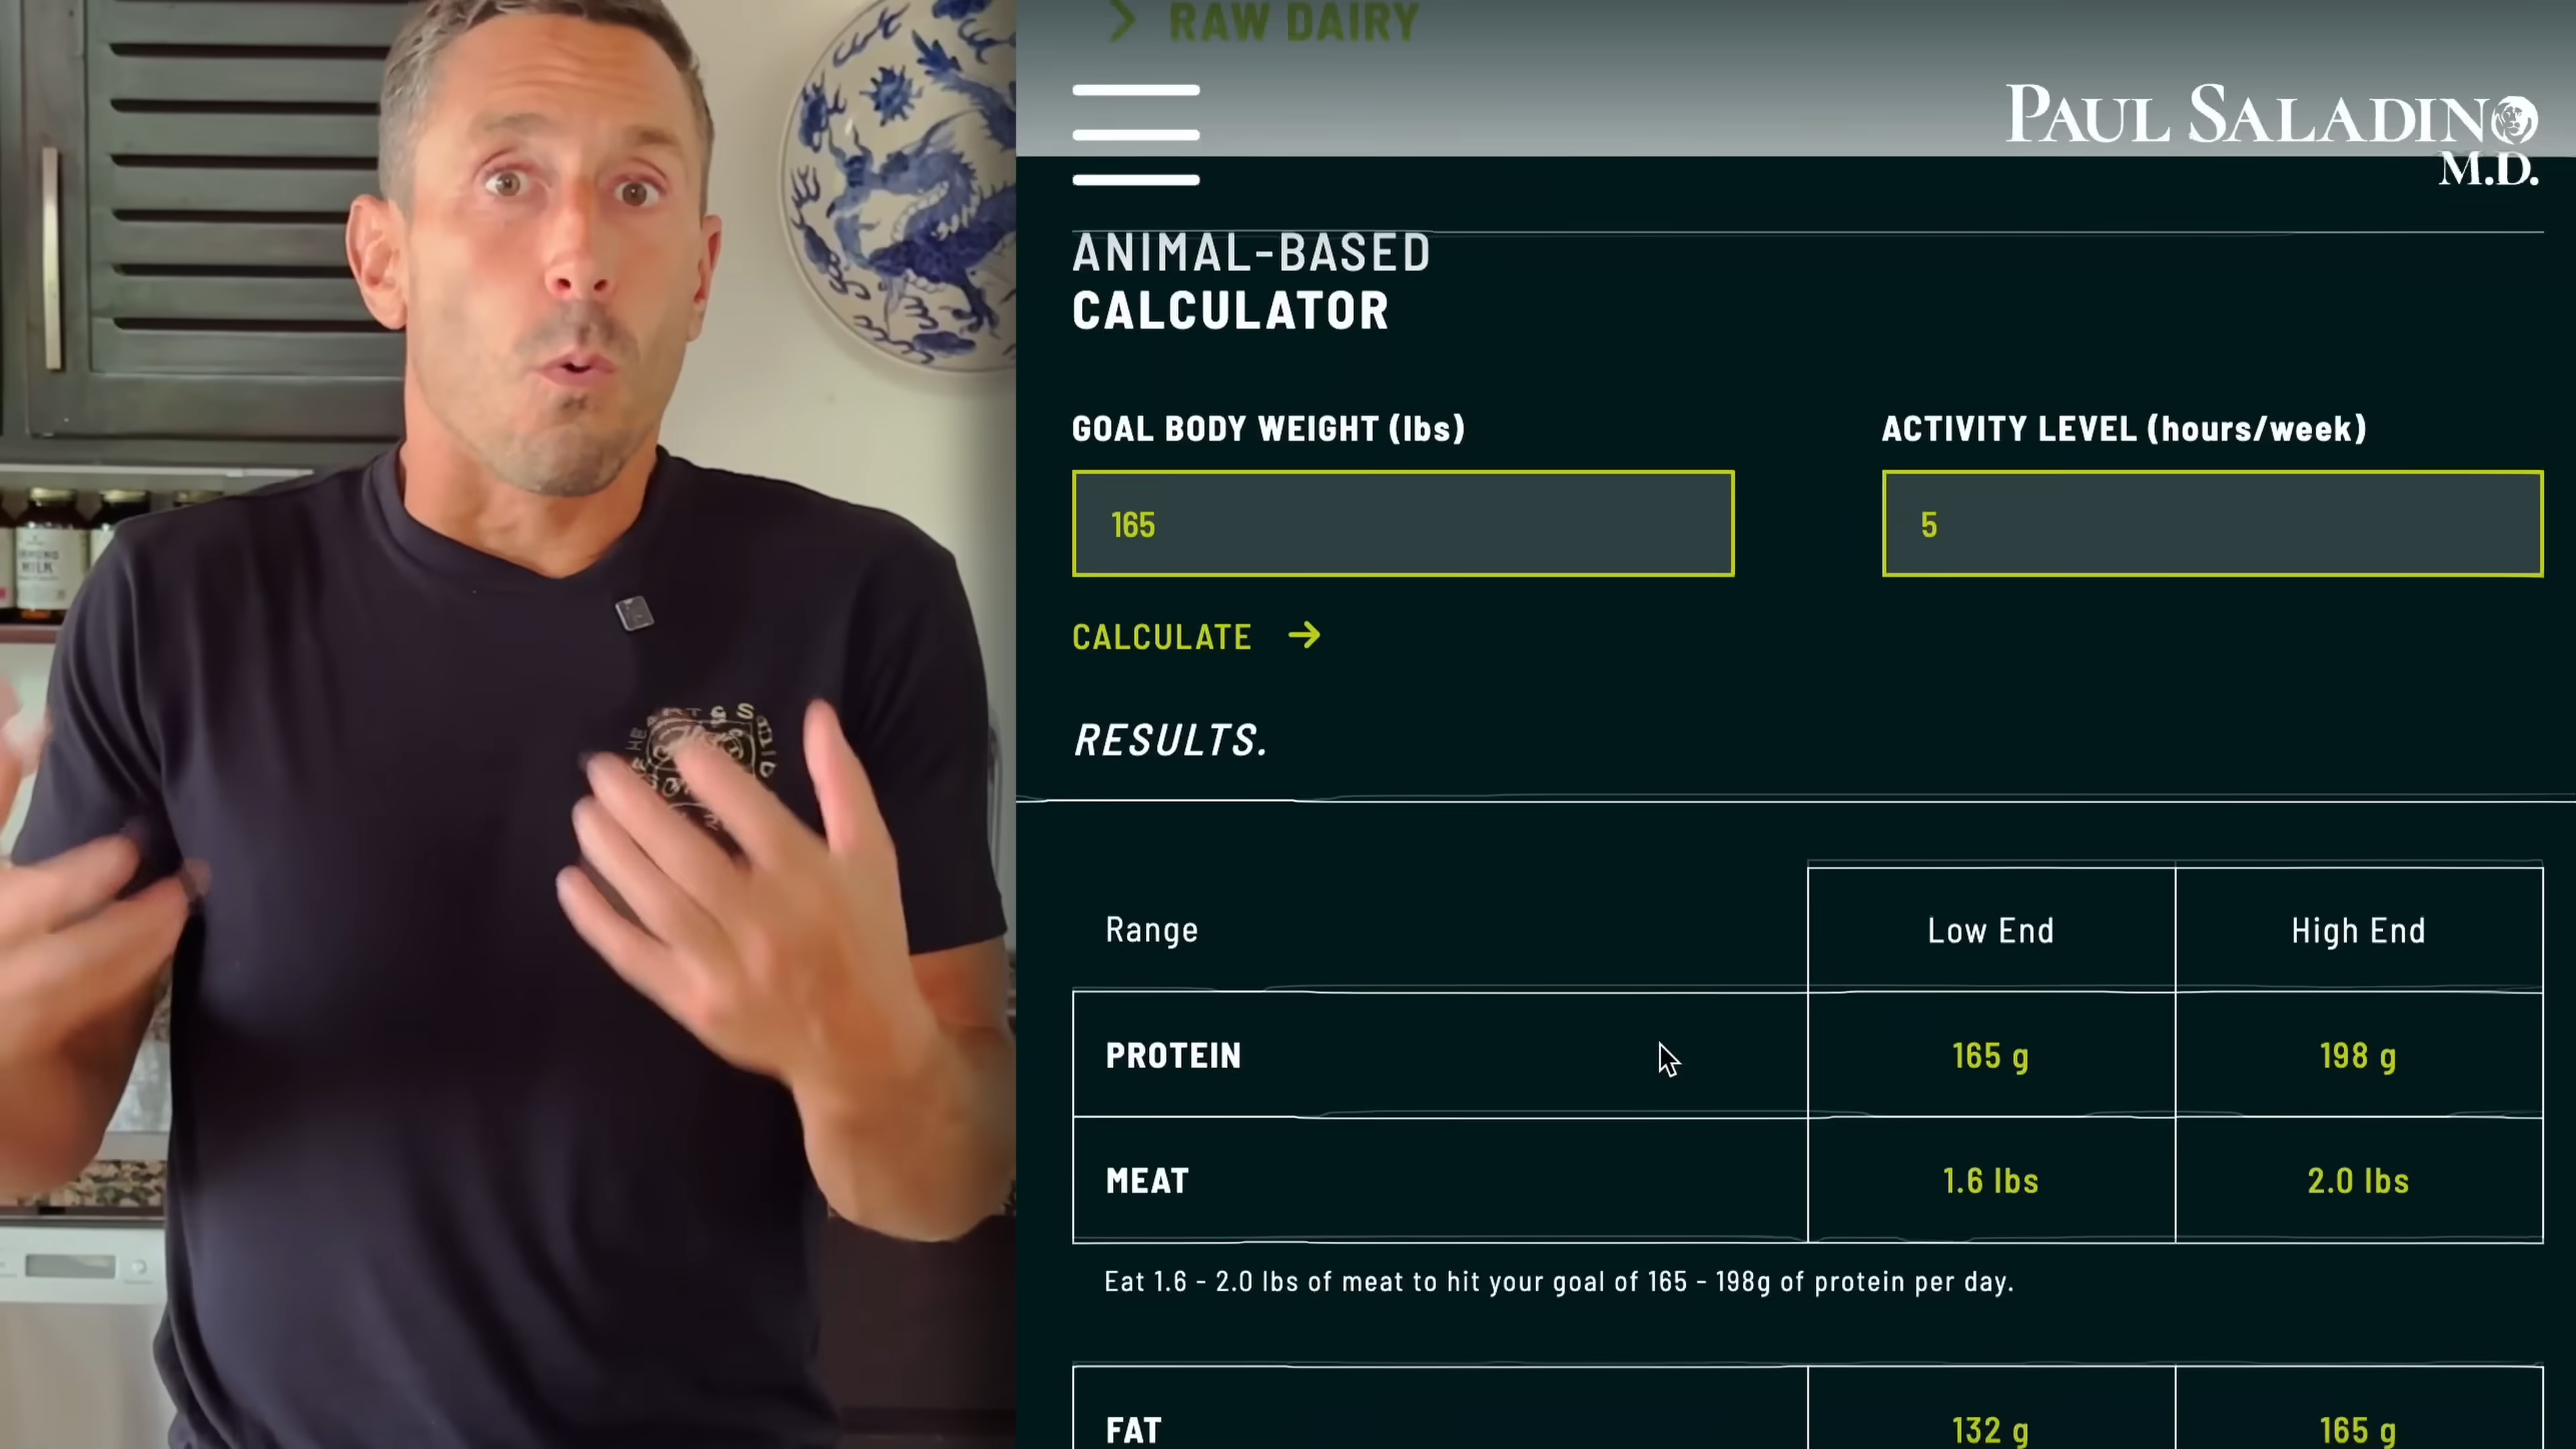 RAW DAIRY
PAUL SALADINO
M.D.
ANIMAL-BASED
CALCULATOR
GOAL BODY WEIGHT (lbs)
ACTIVITY LEVEL (hours/week)
165
5
CALCULATE
RESULTS.
Range
Low End
High End
PROTEIN
165 g
198 g
MEAT
1.6 lbs
2.0 lbs
Eat 1.6 - 2.0 lbs of meat to hit your goal of 165 - 198g of protein per day.
FAT
132 g
165 g
MILK